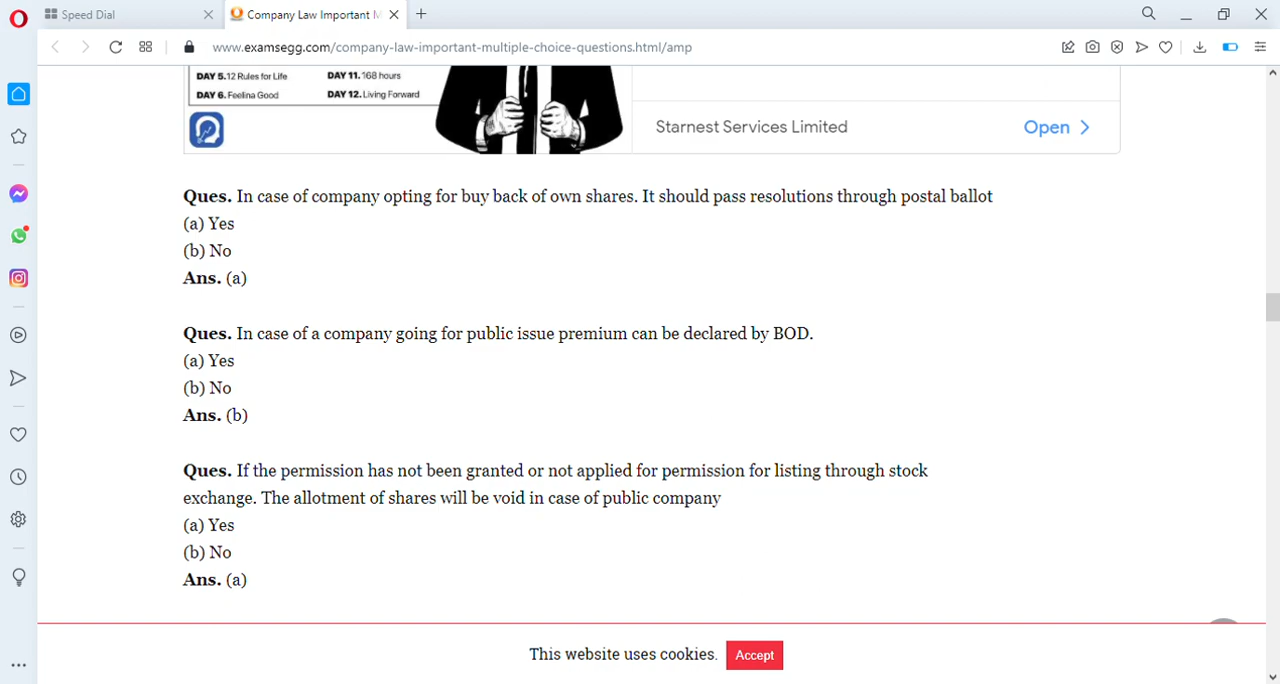 Speed Dial
Company Law Important M
www.examsegg.com/company-law-important-multiple-choice-questions.html/amp
DAY 5.12 Rules for Life
DAY 11.168 hours
DAY 6. Feelina Good
DAY 12. Living Forward
Starnest Services Limited
Open
Ques. In case of company opting for buy back of own shares. It should pass resolutions through postal ballot
(a) Yes
(b) No
Ans. (a)
Ques. In case of a company going for public issue premium can be declared by BOD.
(a) Yes
(b) No
Ans. (b)
Ques. If the permission has not been granted or not applied for permission for listing through stock
exchange. The allotment of shares will be void in case of public company
(a) Yes
(b) No
Ans. (a)
This website uses cookies.
Accept